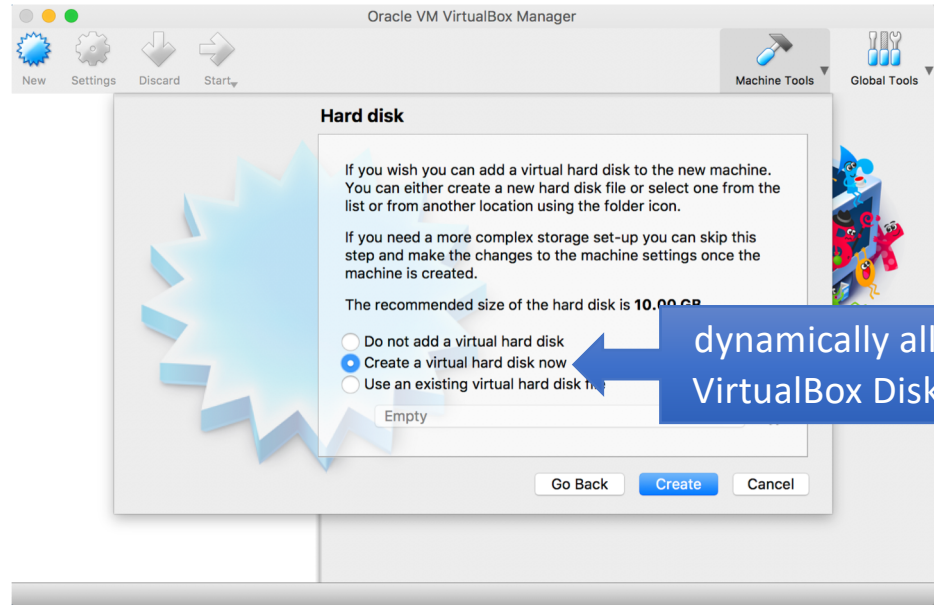 Oracle VM VirtualBox Manager
New Settings Discard Start
Machine Tools Global Tools
Hard disk
If you wish you can add a virtual hard disk to the new machine.
You can either create a new hard disk file or select one from the
list or from another location using the folder icon.
If you need a more complex storage set-up you can skip this
step and make the changes to the machine settings once the
machine is created.
The recommended size of the hard disk is 10.00 GB
Do not add a virtual hard disk
Create a virtual hard disk now
Use an existing virtual hard disk
Empty
dynamically all
VirtualBox Disk
Go Back Create Cancel